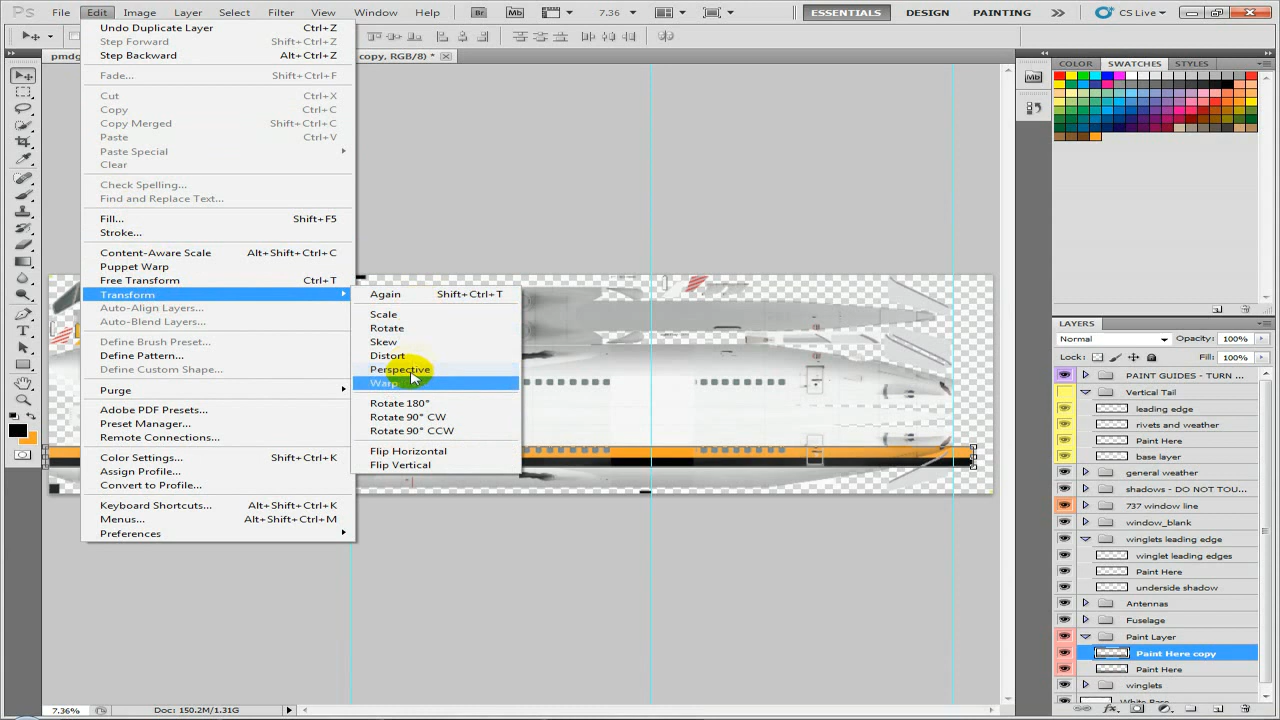 Ps File Edit Image Layer Select Filter View Window Help Br Mb 7.36 ESSENTIALS DESIGN PAINTING CS Live
pmdg
copy, RGB/8) *
Undo Duplicate Layer Ctrl+Z
Step Forward Shift+Ctrl+Z
Step Backward Alt+Ctrl+Z
Fade... Shift+Ctrl+F
Cut Ctrl+X
Copy Ctrl+C
Copy Merged Shift+Ctrl+C
Paste Ctrl+V
Paste Special
Clear
Check Spelling...
Find and Replace Text...
Fill... Shift+F5
Stroke...
Content-Aware Scale Alt+Shift+Ctrl+C
Puppet Warp
Free Transform Ctrl+T
Transform
Auto-Align Layers...
Auto-Blend Layers...
Define Brush Preset...
Define Pattern...
Define Custom Shape...
Purge
Adobe PDF Presets...
Preset Manager...
Remote Connections...
Color Settings... Shift+Ctrl+K
Assign Profile...
Convert to Profile...
Keyboard Shortcuts... Alt+Shift+Ctrl+K
Menus... Alt+Shift+Ctrl+M
Preferences
Again Shift+Ctrl+T
Scale
Rotate
Skew
Distort
Perspective
Warp
Rotate 180°
Rotate 90° CW
Rotate 90° CCW
Flip Horizontal
Flip Vertical
Mb
COLOR SWATCHES STYLES
LAYERS
Normal Opacity: 100%
Lock: Fill: 100%
PAINT GUIDES - TURN ...
Vertical Tail
leading edge
rivets and weather
Paint Here
base layer
general weather
shadows - DO NOT TOU...
737 window line
window_blank
winglets leading edge
winglet leading edges
Paint Here
underside shadow
Antennas
Fuselage
Paint Layer
Paint Here copy
Paint Here
winglets
White Base
7.36% Doc: 150.2M/1.31G